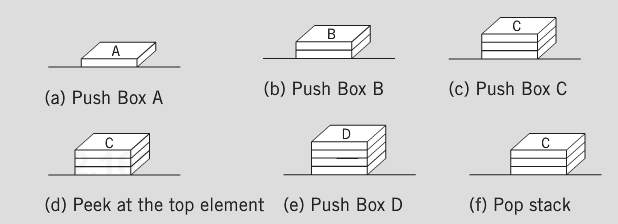 A
B
C
(a) Push Box A
(b) Push Box B
(c) Push Box C
C
D
C
(d) Peek at the top element
(e) Push Box D
(f) Pop stack